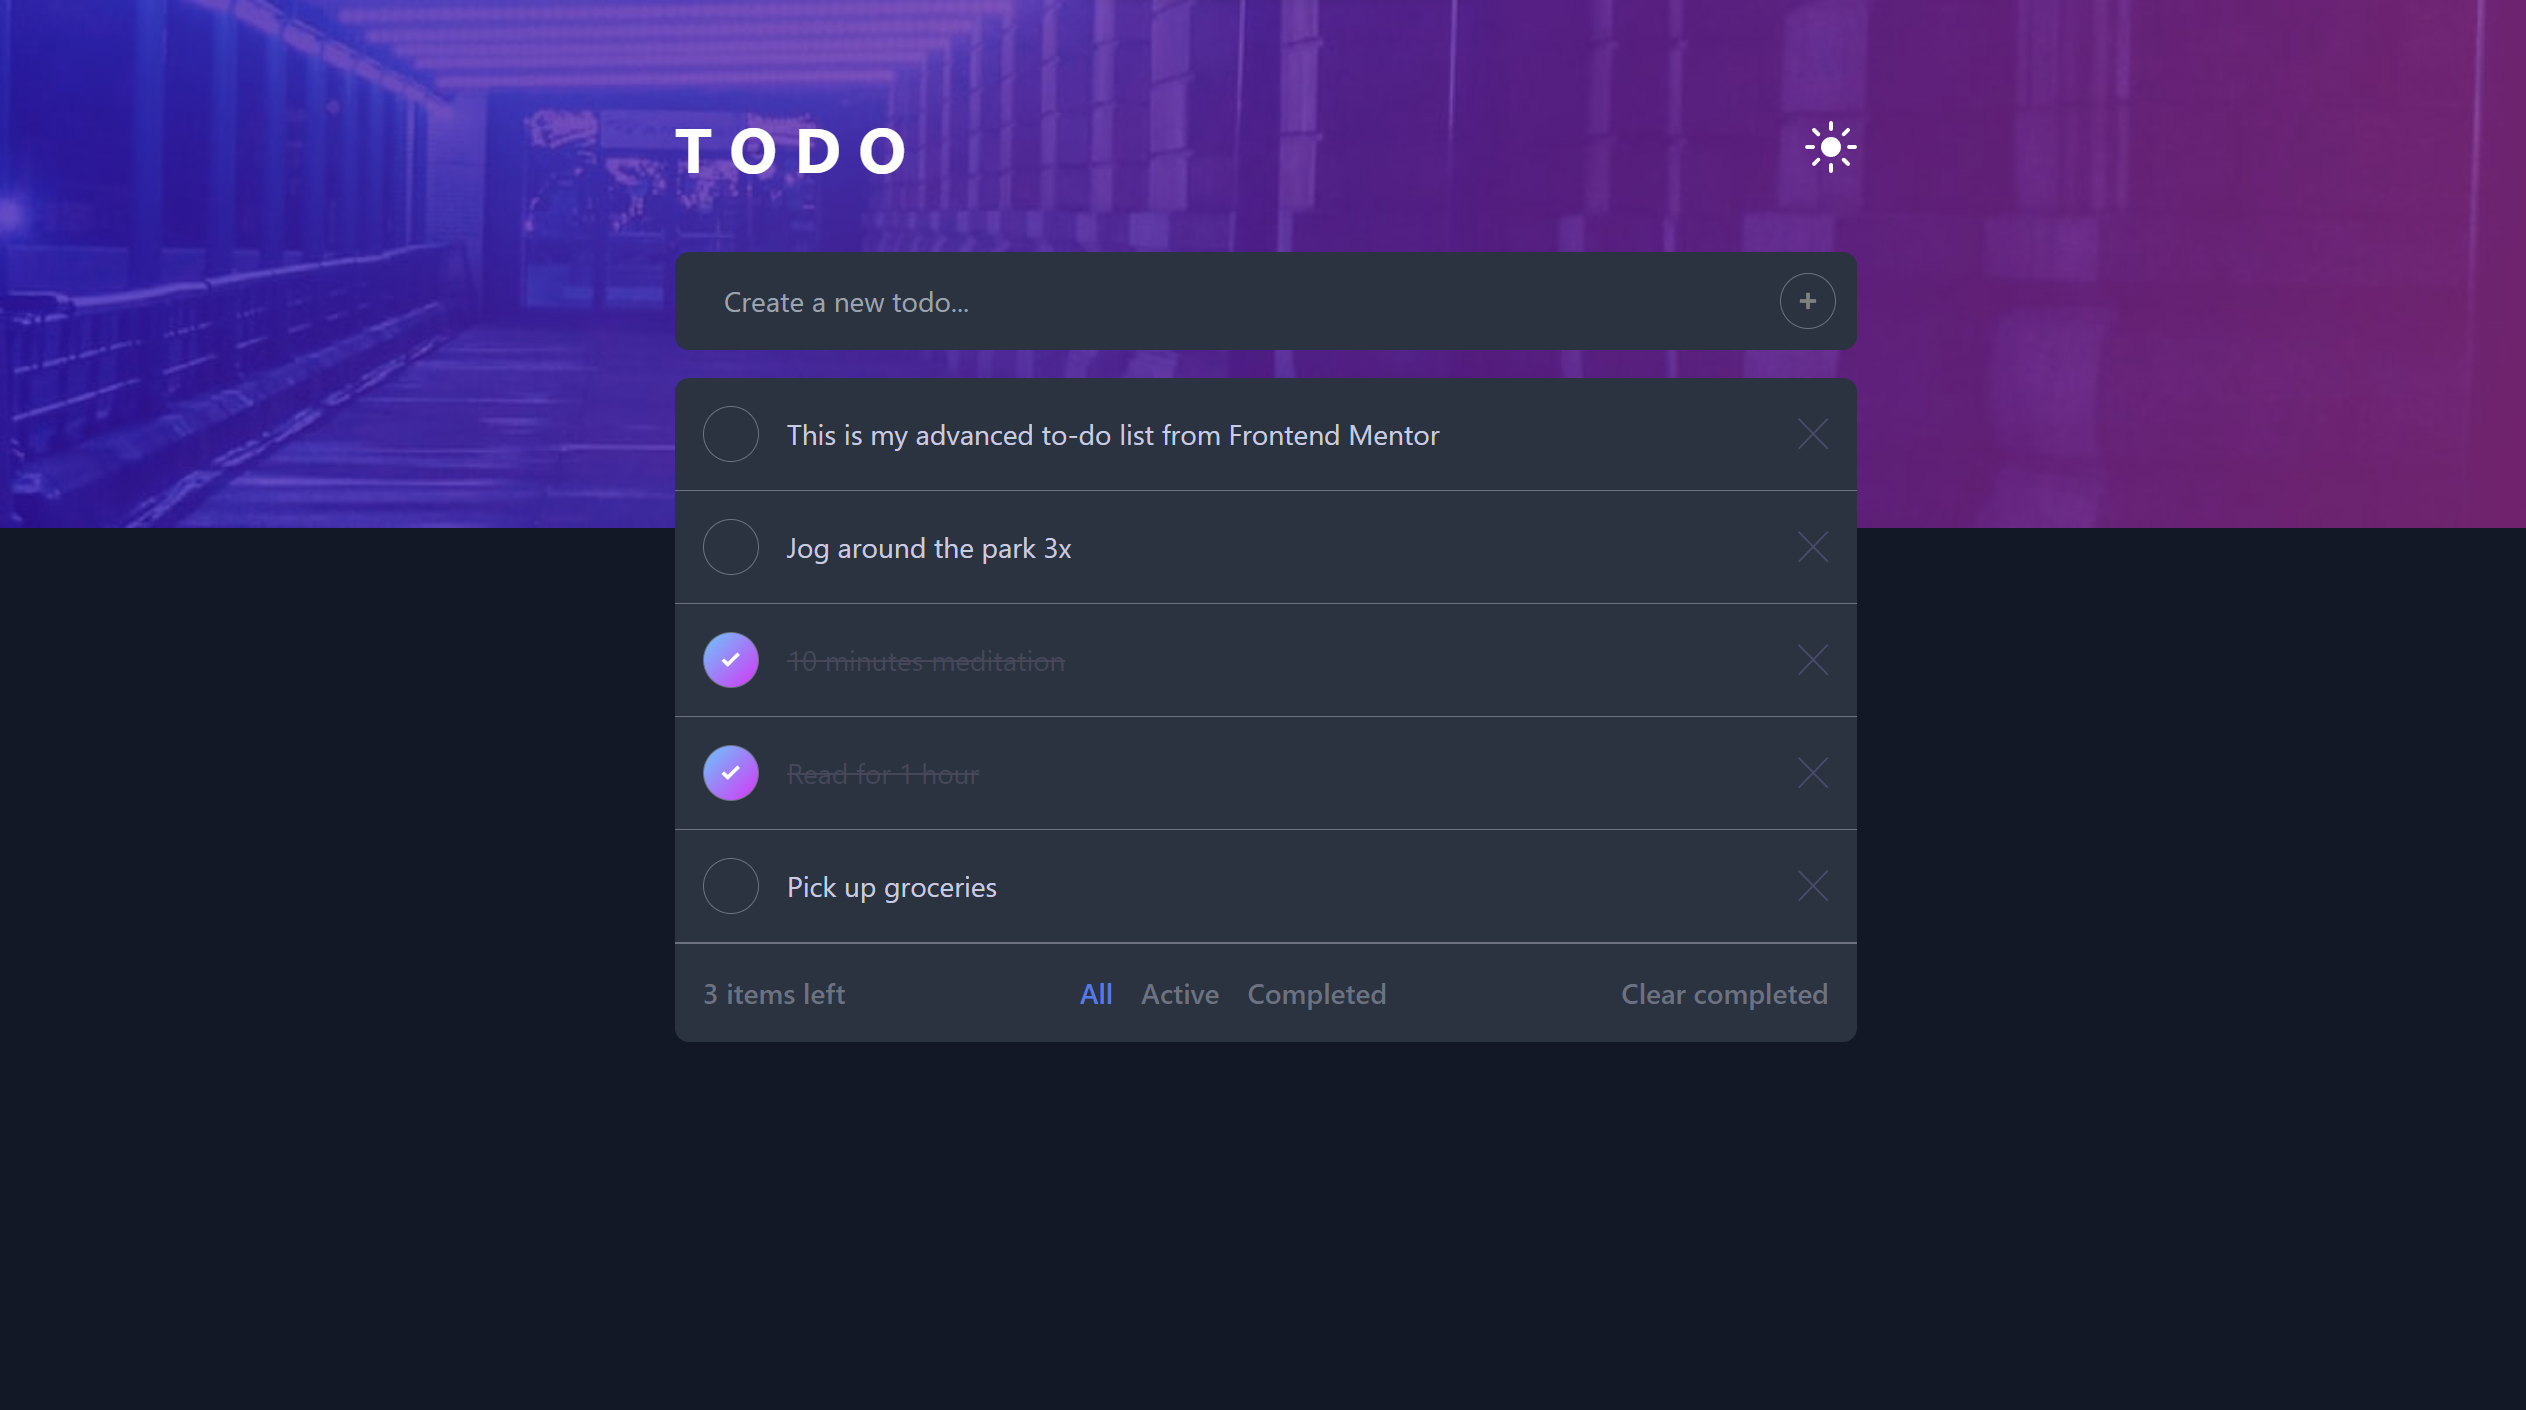 TODO
Create a new todo...
This is my advanced to-do list from Frontend Mentor
Jog around the park 3x
10 minutes meditation
Read for 1 hour
Pick up groceries
3 items left All Active Completed Clear completed